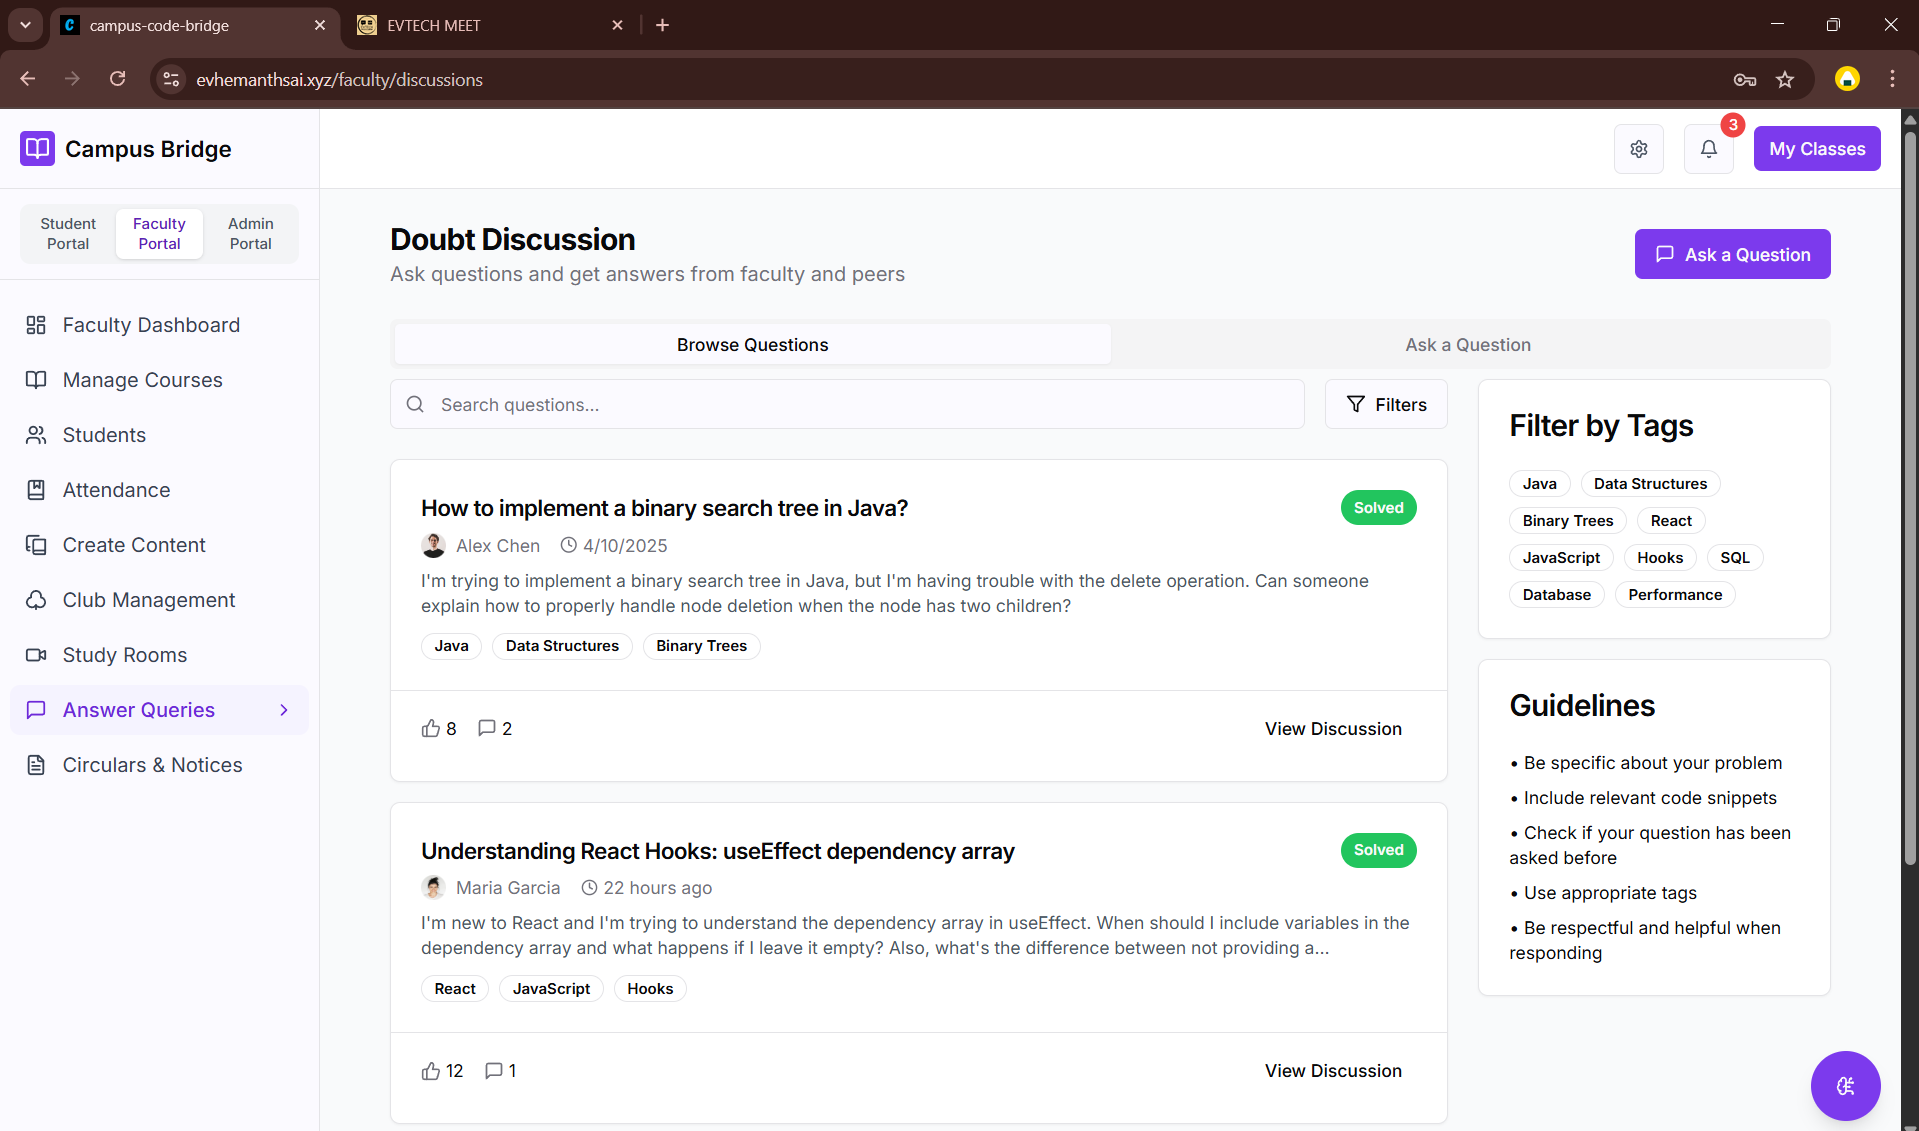 campus-code-bridge
EVTECH MEET
evhemanthsai.xyz/faculty/discussions
Campus Bridge
3
My Classes
Student Portal
Faculty Portal
Admin Portal
Faculty Dashboard
Manage Courses
Students
Attendance
Create Content
Club Management
Study Rooms
Answer Queries
Circulars & Notices
Doubt Discussion
Ask questions and get answers from faculty and peers
Ask a Question
Browse Questions
Ask a Question
Search questions...
Filters
How to implement a binary search tree in Java?
Solved
Alex Chen
4/10/2025
I'm trying to implement a binary search tree in Java, but I'm having trouble with the delete operation. Can someone
explain how to properly handle node deletion when the node has two children?
Java
Data Structures
Binary Trees
8
2
View Discussion
Understanding React Hooks: useEffect dependency array
Solved
Maria Garcia
22 hours ago
I'm new to React and I'm trying to understand the dependency array in useEffect. When should I include variables in the
dependency array and what happens if I leave it empty? Also, what's the difference between not providing a...
React
JavaScript
Hooks
12
1
View Discussion
Filter by Tags
Java
Data Structures
Binary Trees
React
JavaScript
Hooks
SQL
Database
Performance
Guidelines
• Be specific about your problem
• Include relevant code snippets
• Check if your question has been
asked before
• Use appropriate tags
• Be respectful and helpful when
responding